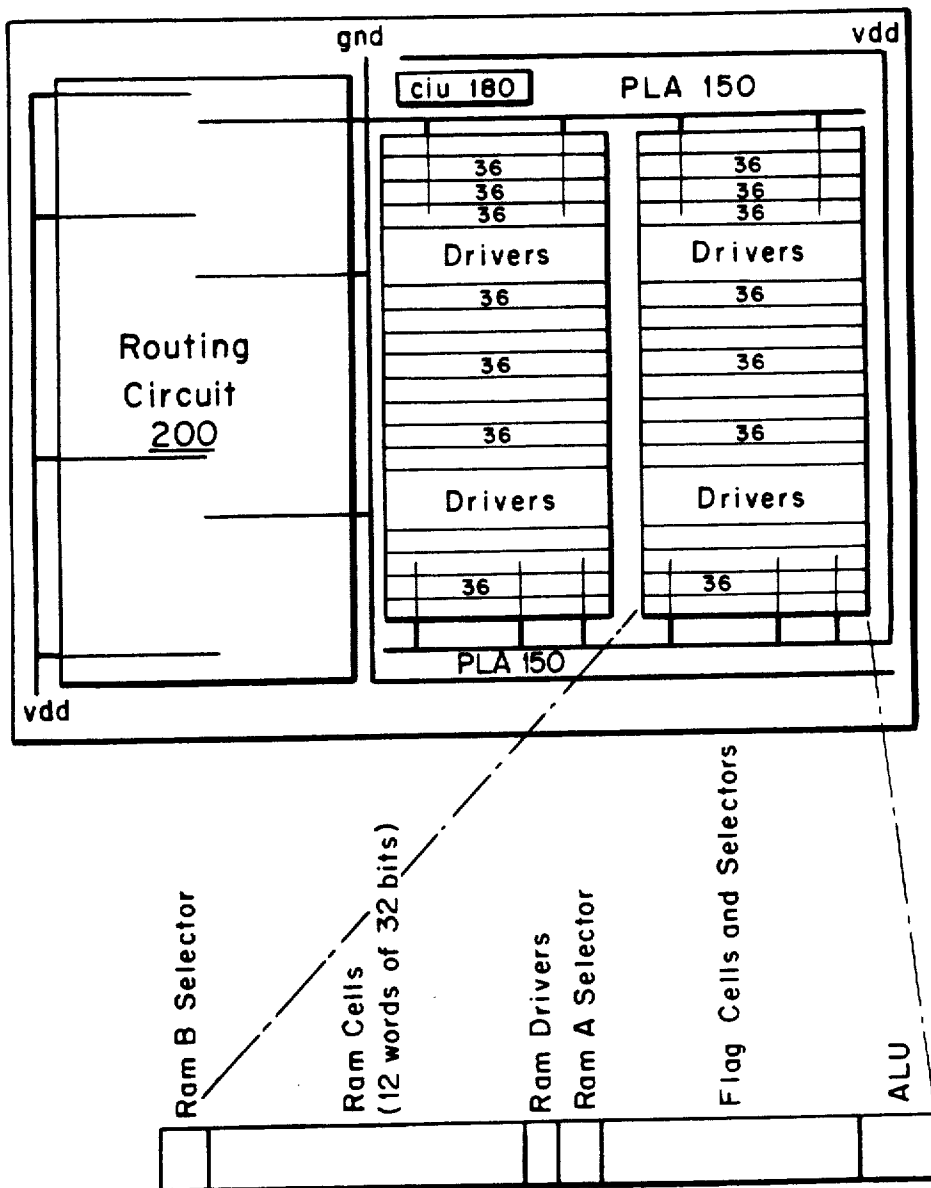 gnd
vdd
ciu 180
PLA 150
36
36
36
36
36
36
Drivers
Drivers
36
36
Routing
Circuit
200
36
36
36
36
Drivers
Drivers
36
36
PLA 150
vdd
Ram B Selector
Ram Cells
(12 words of 32 bits)
Ram Drivers
Ram A Selector
Flag Cells and Selectors
ALU